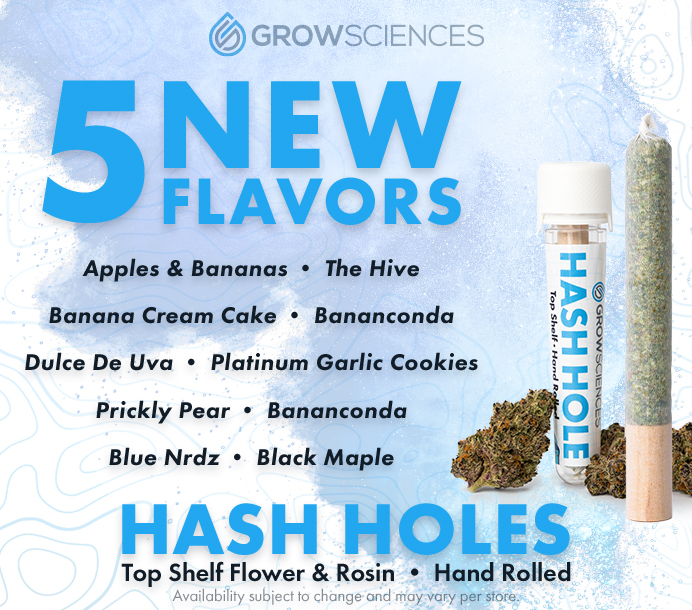 GROWSCIENCES
5 NEW
FLAVORS
Apples & Bananas • The Hive
Banana Cream Cake • Bananconda
Dulce De Uva • Platinum Garlic Cookies
Prickly Pear • Bananconda
Blue Nrdz • Black Maple
HASH HOLES
Top Shelf Flower & Rosin • Hand Rolled
Availability subject to change and may vary per store.
GROWSCIENCES
HASH HOLE
Top Shelf • Hand Rolled